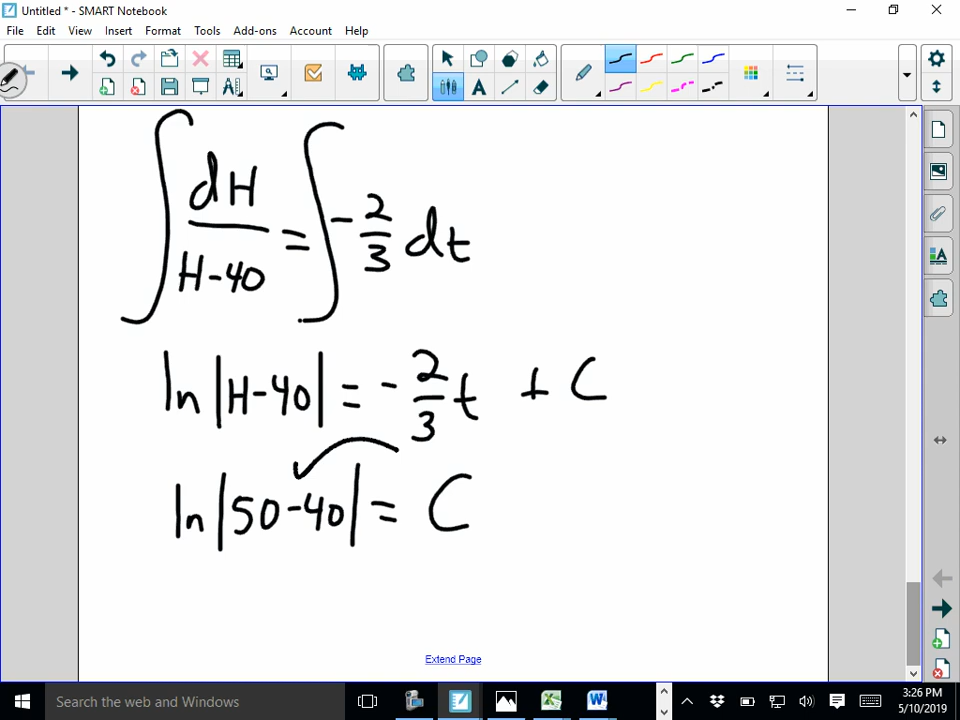 Untitled * - SMART Notebook
File Edit View Insert Format Tools Add-ons Account Help
∫ dH/(H-40) = ∫ -2/3 dt
ln|H-40| = -2/3 t + C
ln|50-40| = C
Extend Page
Search the web and Windows
3:26 PM
5/10/2019